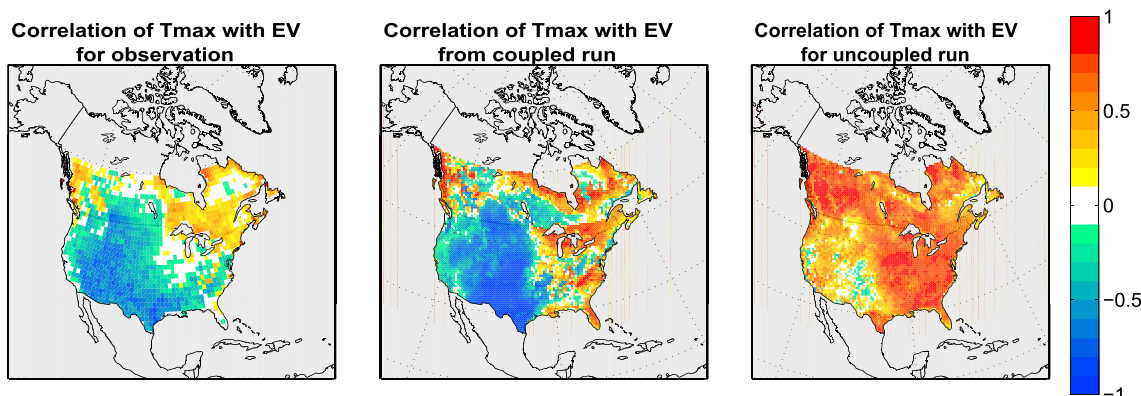 Correlation of Tmax with EV
for observation
Correlation of Tmax with EV
from coupled run
Correlation of Tmax with EV
for uncoupled run
1
0.5
0
−0.5
−1